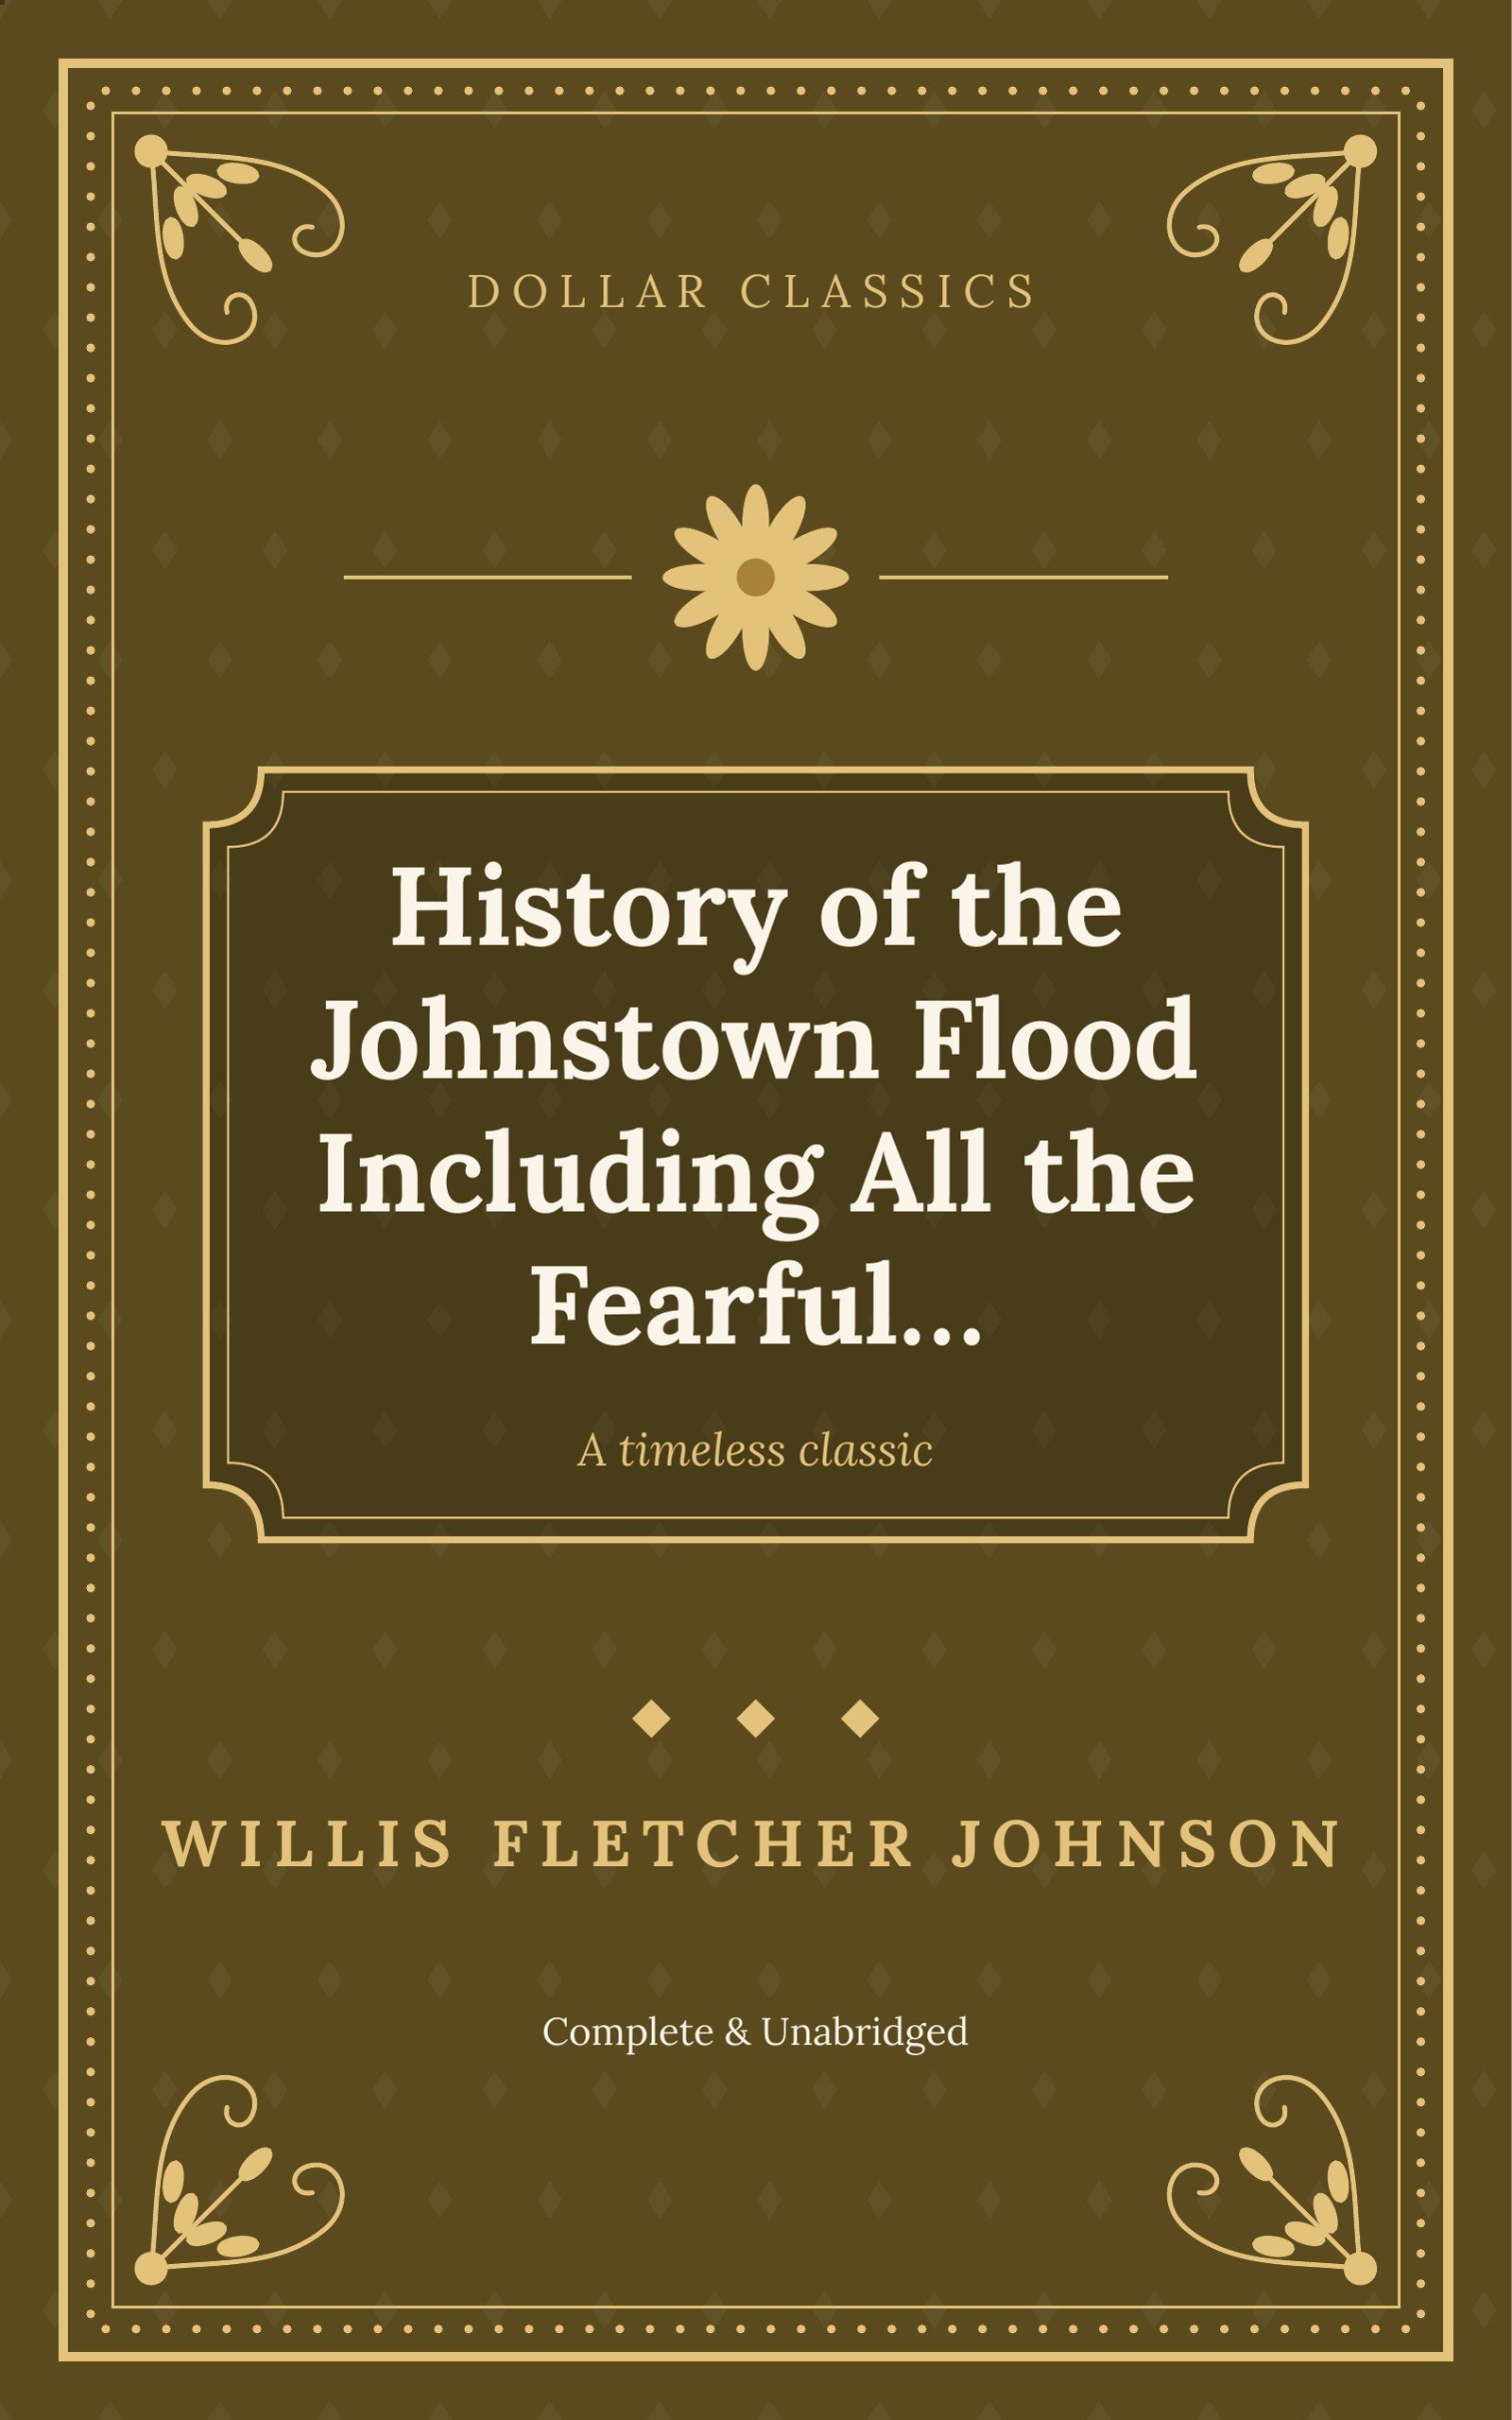 DOLLAR CLASSICS
History of the
Johnstown Flood
Including All the
Fearful...
A timeless classic
WILLIS FLETCHER JOHNSON
Complete & Unabridged